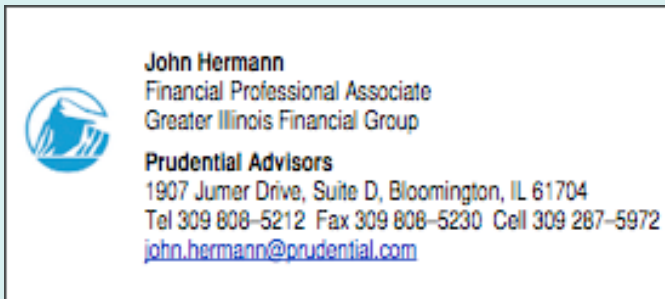 John Hermann
Financial Professional Associate
Greater Illinois Financial Group
Prudential Advisors
1907 Jumer Drive, Suite D, Bloomington, IL 61704
Tel 309 808–5212 Fax 309 808–5230 Cell 309 287–5972
john.hermann@prudential.com